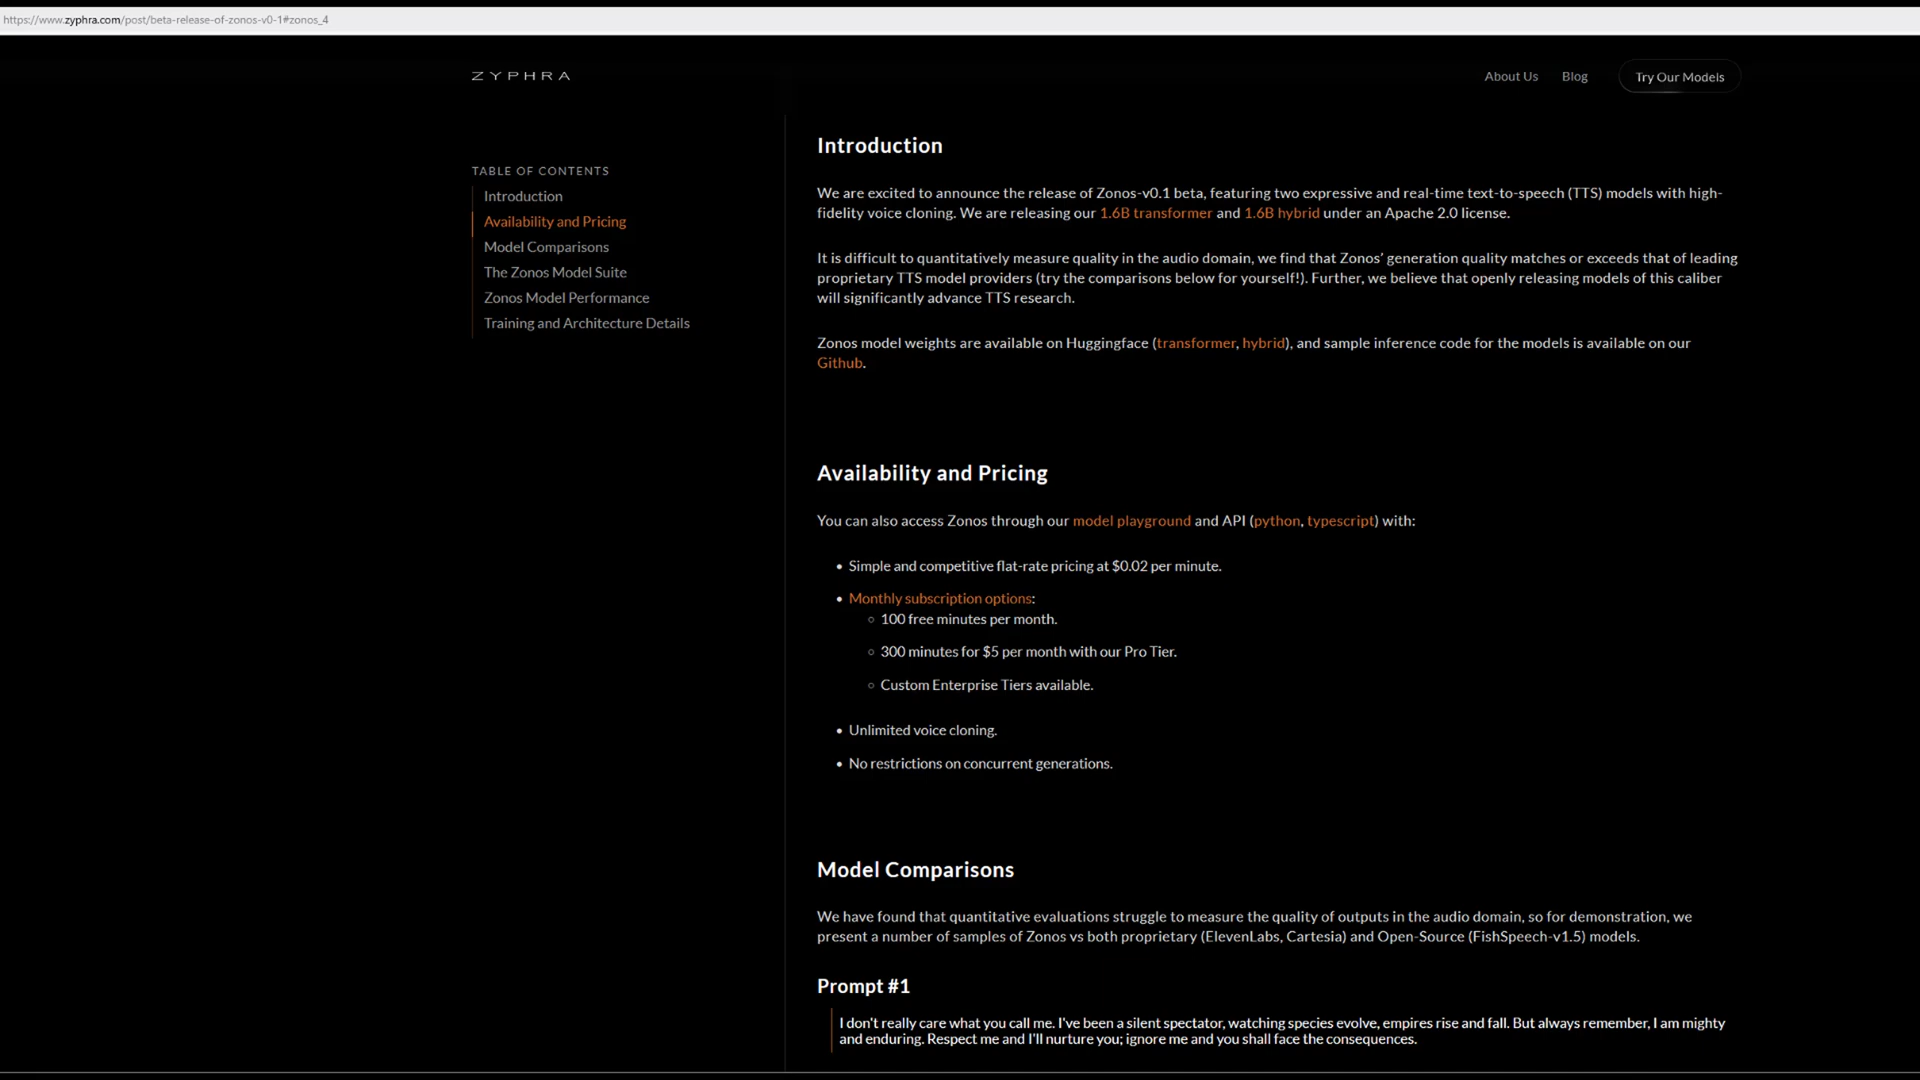 https://www.zyphra.com/post/beta-release-of-zonos-v0-1#zonos_4
ZYPHRA
About Us
Blog
Try Our Models
TABLE OF CONTENTS
Introduction
Availability and Pricing
Model Comparisons
The Zonos Model Suite
Zonos Model Performance
Training and Architecture Details
Introduction
We are excited to announce the release of Zonos-v0.1 beta, featuring two expressive and real-time text-to-speech (TTS) models with high-
fidelity voice cloning. We are releasing our 1.6B transformer and 1.6B hybrid under an Apache 2.0 license.
It is difficult to quantitatively measure quality in the audio domain, we find that Zonos’ generation quality matches or exceeds that of leading
proprietary TTS model providers (try the comparisons below for yourself!). Further, we believe that openly releasing models of this caliber
will significantly advance TTS research.
Zonos model weights are available on Huggingface (transformer, hybrid), and sample inference code for the models is available on our
Github.
Availability and Pricing
You can also access Zonos through our model playground and API (python, typescript) with:
• Simple and competitive flat-rate pricing at $0.02 per minute.
• Monthly subscription options:
○ 100 free minutes per month.
○ 300 minutes for $5 per month with our Pro Tier.
○ Custom Enterprise Tiers available.
• Unlimited voice cloning.
• No restrictions on concurrent generations.
Model Comparisons
We have found that quantitative evaluations struggle to measure the quality of outputs in the audio domain, so for demonstration, we
present a number of samples of Zonos vs both proprietary (ElevenLabs, Cartesia) and Open-Source (FishSpeech-v1.5) models.
Prompt #1
I don't really care what you call me. I've been a silent spectator, watching species evolve, empires rise and fall. But always remember, I am mighty
and enduring. Respect me and I'll nurture you; ignore me and you shall face the consequences.